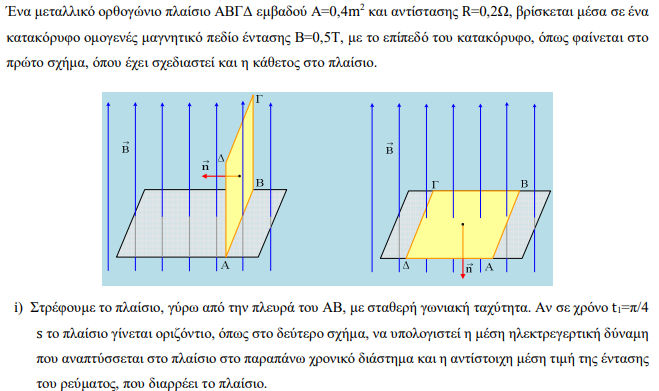 Ένα μεταλλικό ορθογώνιο πλαίσιο ΑΒΓΔ εμβαδού Α=0,4m² και αντίστασης R=0,2Ω, βρίσκεται μέσα σε ένα
κατακόρυφο ομογενές μαγνητικό πεδίο έντασης Β=0,5Τ, με το επίπεδό του κατακόρυφο, όπως φαίνεται στο
πρώτο σχήμα, όπου έχει σχεδιαστεί και η κάθετος στο πλαίσιο.
Γ
B⃗
Δ
n⃗
Β
Α
B⃗
Γ
Β
Δ
n⃗
Α
i) Στρέφουμε το πλαίσιο, γύρω από την πλευρά του ΑΒ, με σταθερή γωνιακή ταχύτητα. Αν σε χρόνο t₁=π/4
s το πλαίσιο γίνεται οριζόντιο, όπως στο δεύτερο σχήμα, να υπολογιστεί η μέση ηλεκτρεγερτική δύναμη
που αναπτύσσεται στο πλαίσιο στο παραπάνω χρονικό διάστημα και η αντίστοιχη μέση τιμή της έντασης
του ρεύματος, που διαρρέει το πλαίσιο.